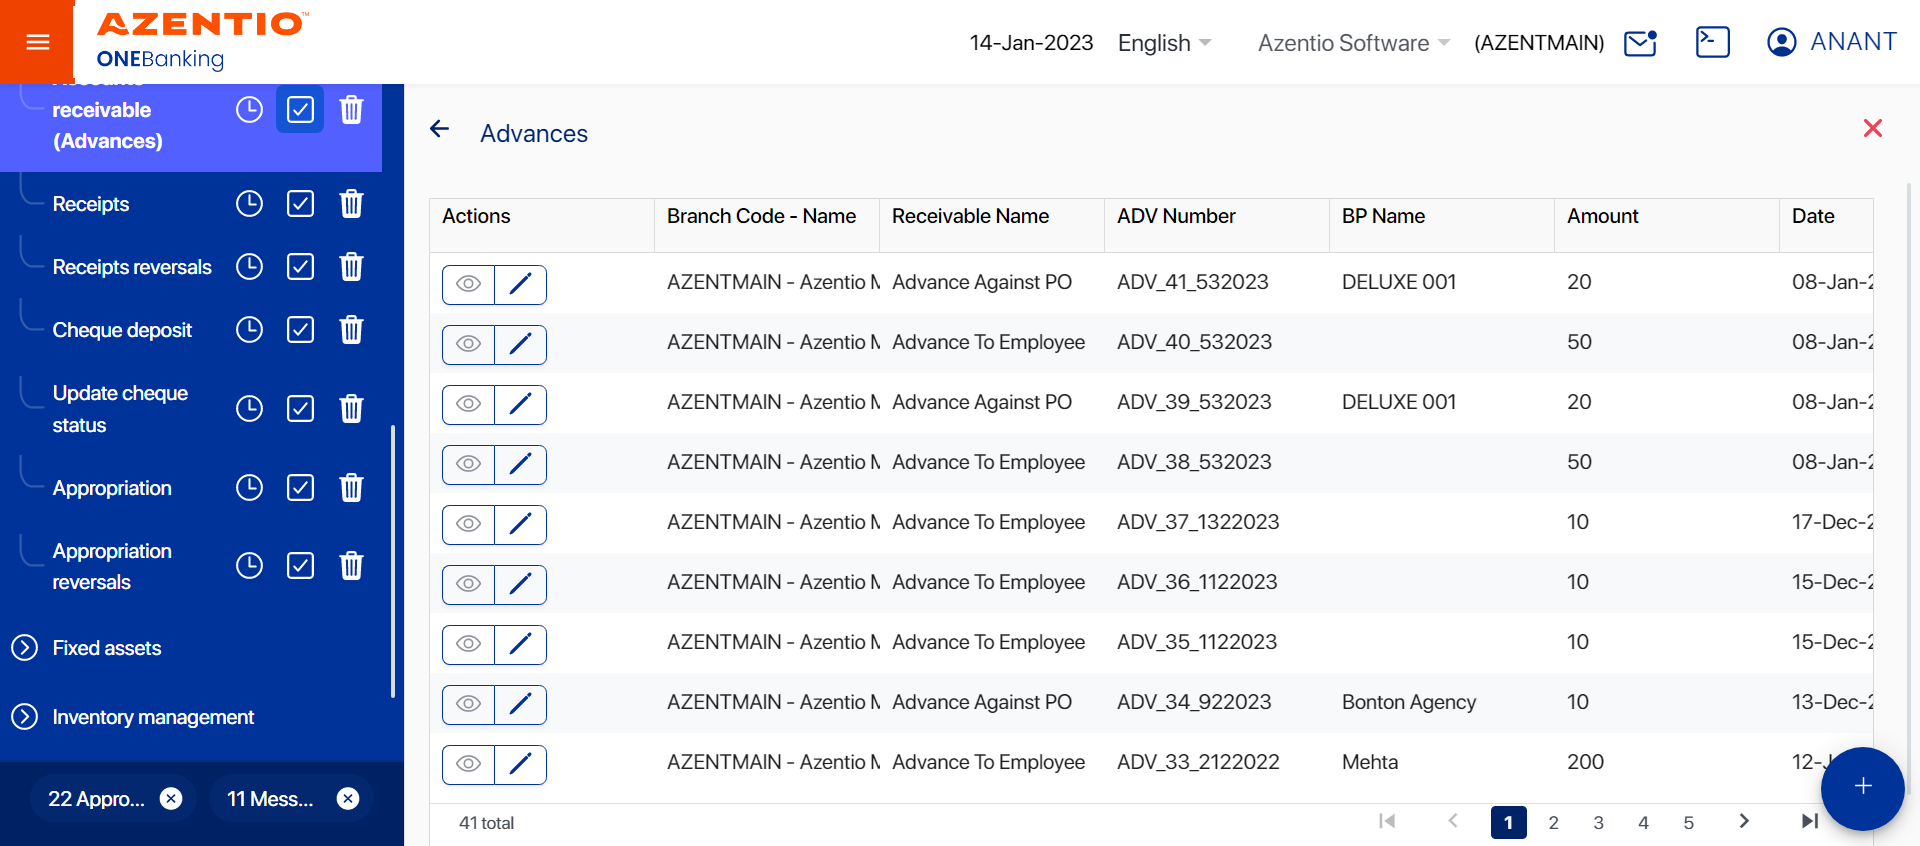 AZENTIO™
ONEBanking
14-Jan-2023 English Azentio Software (AZENTMAIN) ANANT
receivable
(Advances)
Receipts
Receipts reversals
Cheque deposit
Update cheque
status
Appropriation
Appropriation
reversals
Fixed assets
Inventory management
22 Appro...
11 Mess...
Advances
Actions Branch Code - Name Receivable Name ADV Number BP Name Amount Date
AZENTMAIN - Azentio Advance Against PO ADV_41_532023 DELUXE 001 20 08-Jan-2
AZENTMAIN - Azentio Advance To Employee ADV_40_532023 50 08-Jan-2
AZENTMAIN - Azentio Advance Against PO ADV_39_532023 DELUXE 001 20 08-Jan-2
AZENTMAIN - Azentio Advance To Employee ADV_38_532023 50 08-Jan-2
AZENTMAIN - Azentio Advance To Employee ADV_37_1322023 10 17-Dec-2
AZENTMAIN - Azentio Advance To Employee ADV_36_1122023 10 15-Dec-2
AZENTMAIN - Azentio Advance To Employee ADV_35_1122023 10 15-Dec-2
AZENTMAIN - Azentio Advance Against PO ADV_34_922023 Bonton Agency 10 13-Dec-2
AZENTMAIN - Azentio Advance To Employee ADV_33_2122022 Mehta 200 12-J
41 total 1 2 3 4 5